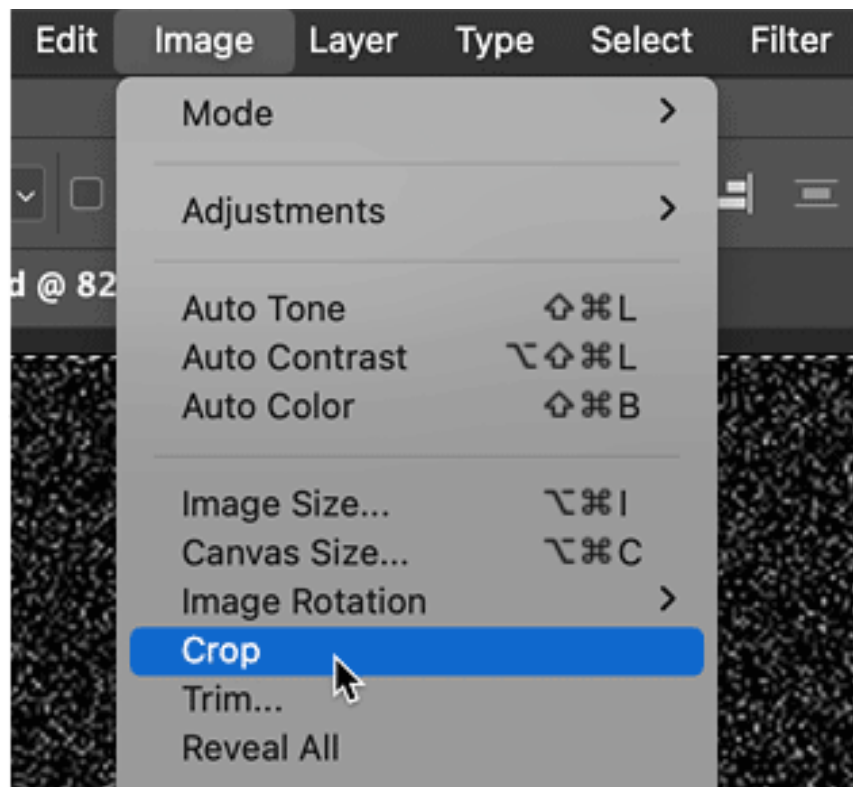 Edit Image Layer Type Select Filter
Mode
Adjustments
d @ 82
Auto Tone ⇧⌘L
Auto Contrast ⌥⇧⌘L
Auto Color ⇧⌘B
Image Size... ⌥⌘I
Canvas Size... ⌥⌘C
Image Rotation
Crop
Trim...
Reveal All